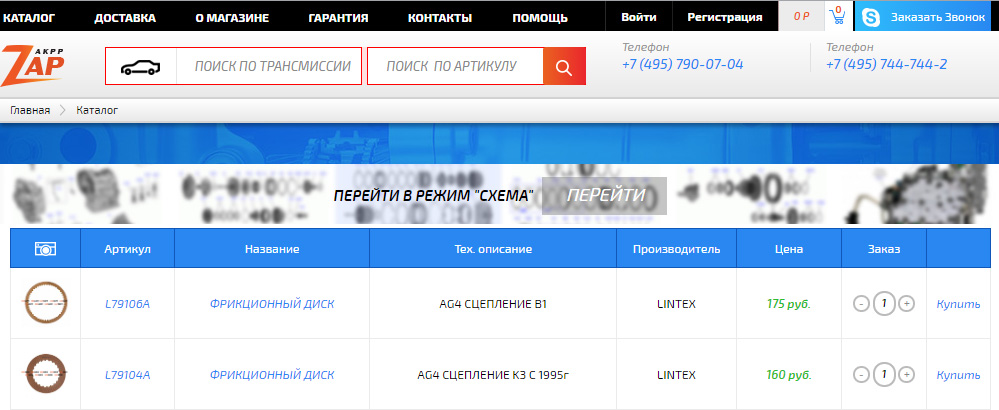 КАТАЛОГ ДОСТАВКА О МАГАЗИНЕ ГАРАНТИЯ КОНТАКТЫ ПОМОЩЬ Войти Регистрация 0 Р 0 Заказать Звонок
АКРР
ZAP
ПОИСК ПО ТРАНСМИССИИ ПОИСК ПО АРТИКУЛУ
Телефон
+7 (495) 790-07-04
Телефон
+7 (495) 744-744-2
Главная Каталог
ПЕРЕЙТИ В РЕЖИМ "СХЕМА" ПЕРЕЙТИ
Артикул Название Тех. описание Производитель Цена Заказ
L79106A ФРИКЦИОННЫЙ ДИСК AG4 СЦЕПЛЕНИЕ B1 LINTEX 175 руб. - 1 + Купить
L79104A ФРИКЦИОННЫЙ ДИСК AG4 СЦЕПЛЕНИЕ К3 С 1995г LINTEX 160 руб. - 1 + Купить